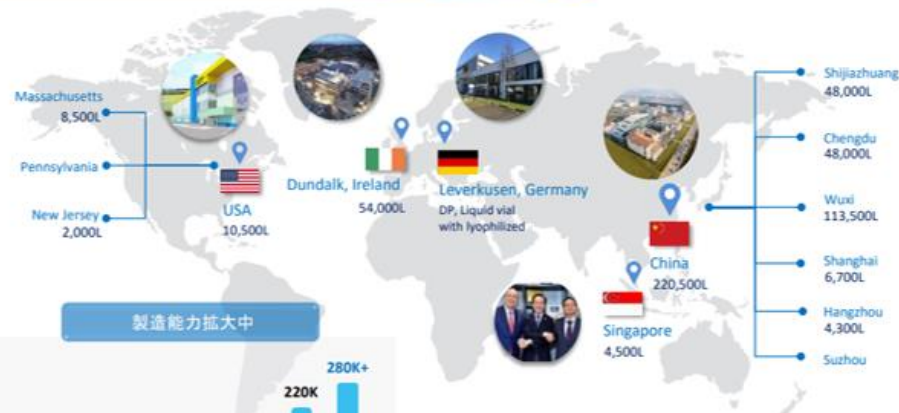 Massachusetts
8,500L
Pennsylvania
New Jersey
2,000L
USA
10,500L
Dundalk, Ireland
54,000L
Leverkusen, Germany
DP, Liquid vial
with lyophilized
China
220,500L
Singapore
4,500L
Shijiazhuang
48,000L
Chengdu
48,000L
Wuxi
113,500L
Shanghai
6,700L
Hangzhou
4,300L
Suzhou
製造能力拡大中
220K
280K+